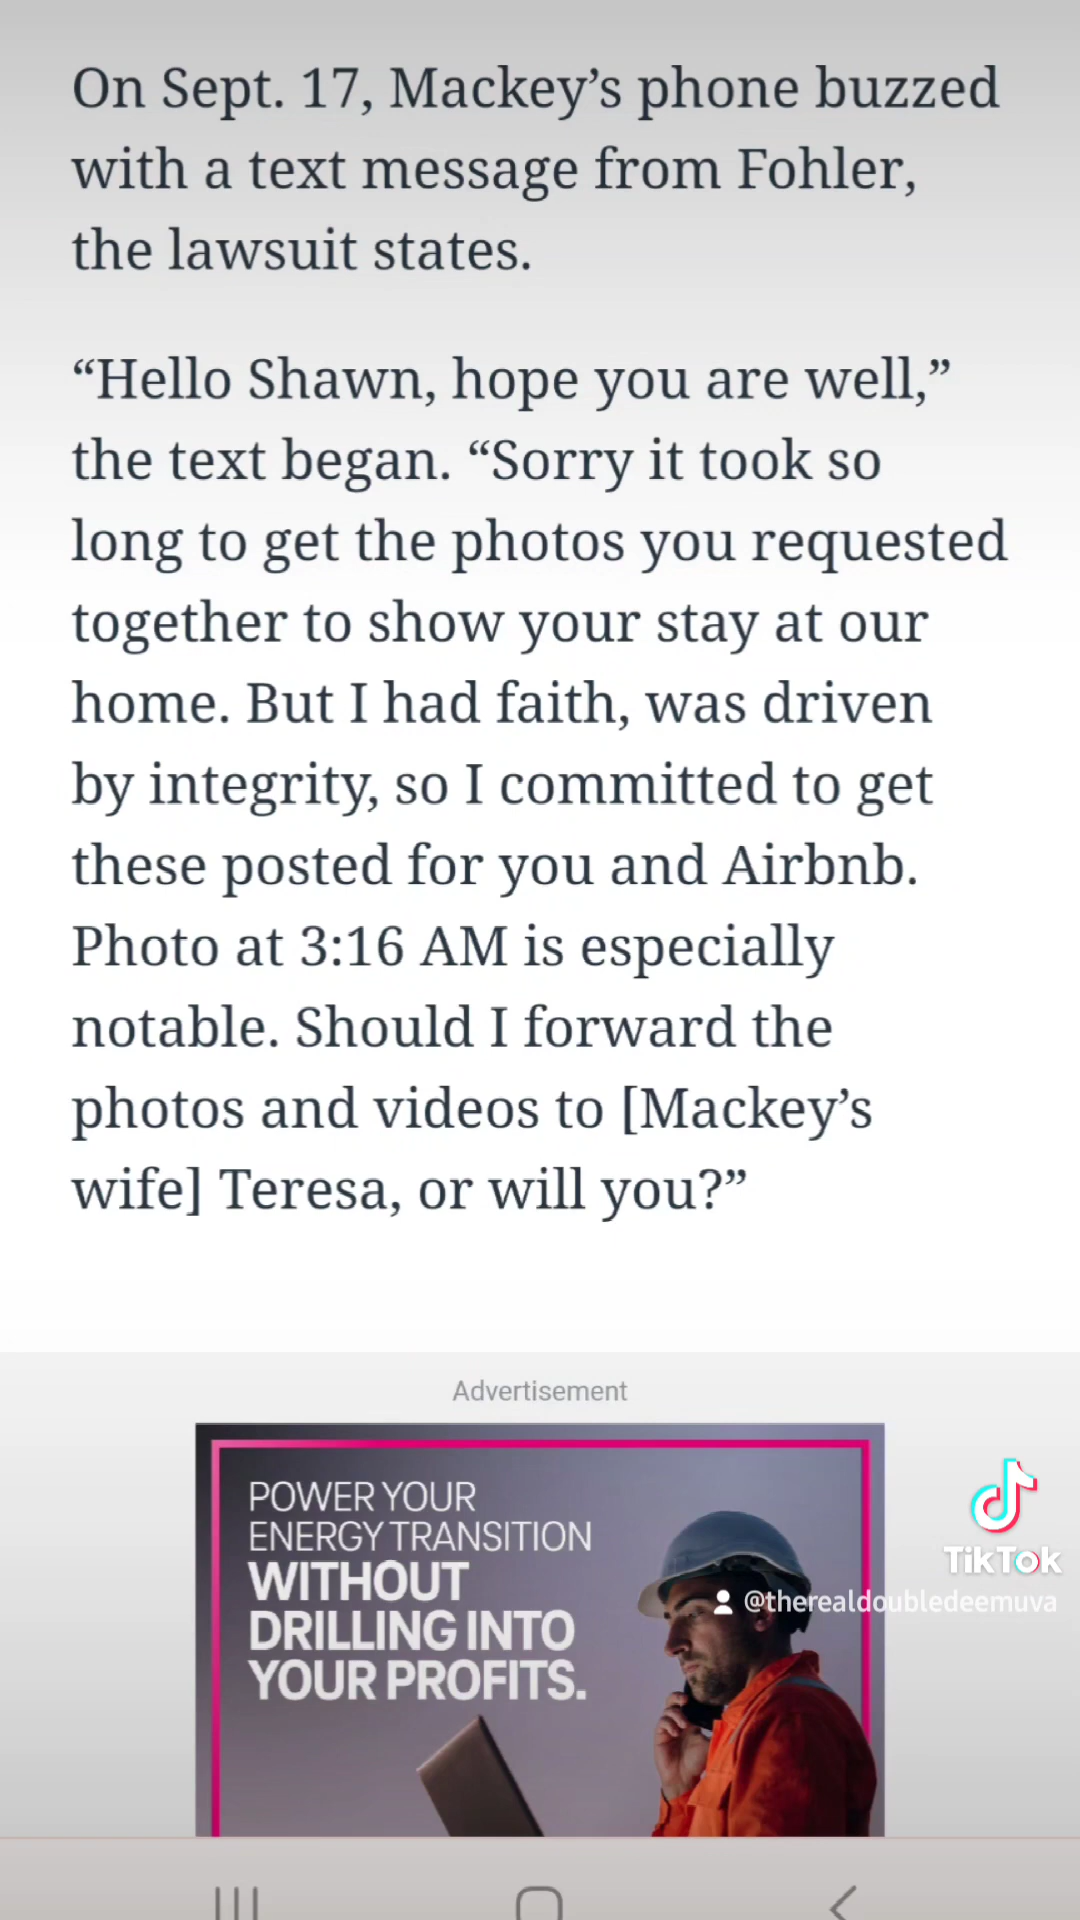 On Sept. 17, Mackey’s phone buzzed
with a text message from Fohler,
the lawsuit states.
“Hello Shawn, hope you are well,”
the text began. “Sorry it took so
long to get the photos you requested
together to show your stay at our
home. But I had faith, was driven
by integrity, so I committed to get
these posted for you and Airbnb.
Photo at 3:16 AM is especially
notable. Should I forward the
photos and videos to [Mackey’s
wife] Teresa, or will you?”
Advertisement
POWER YOUR
ENERGY TRANSITION
WITHOUT
DRILLING INTO
YOUR PROFITS.
TikTok
@therealdoubledeemuva